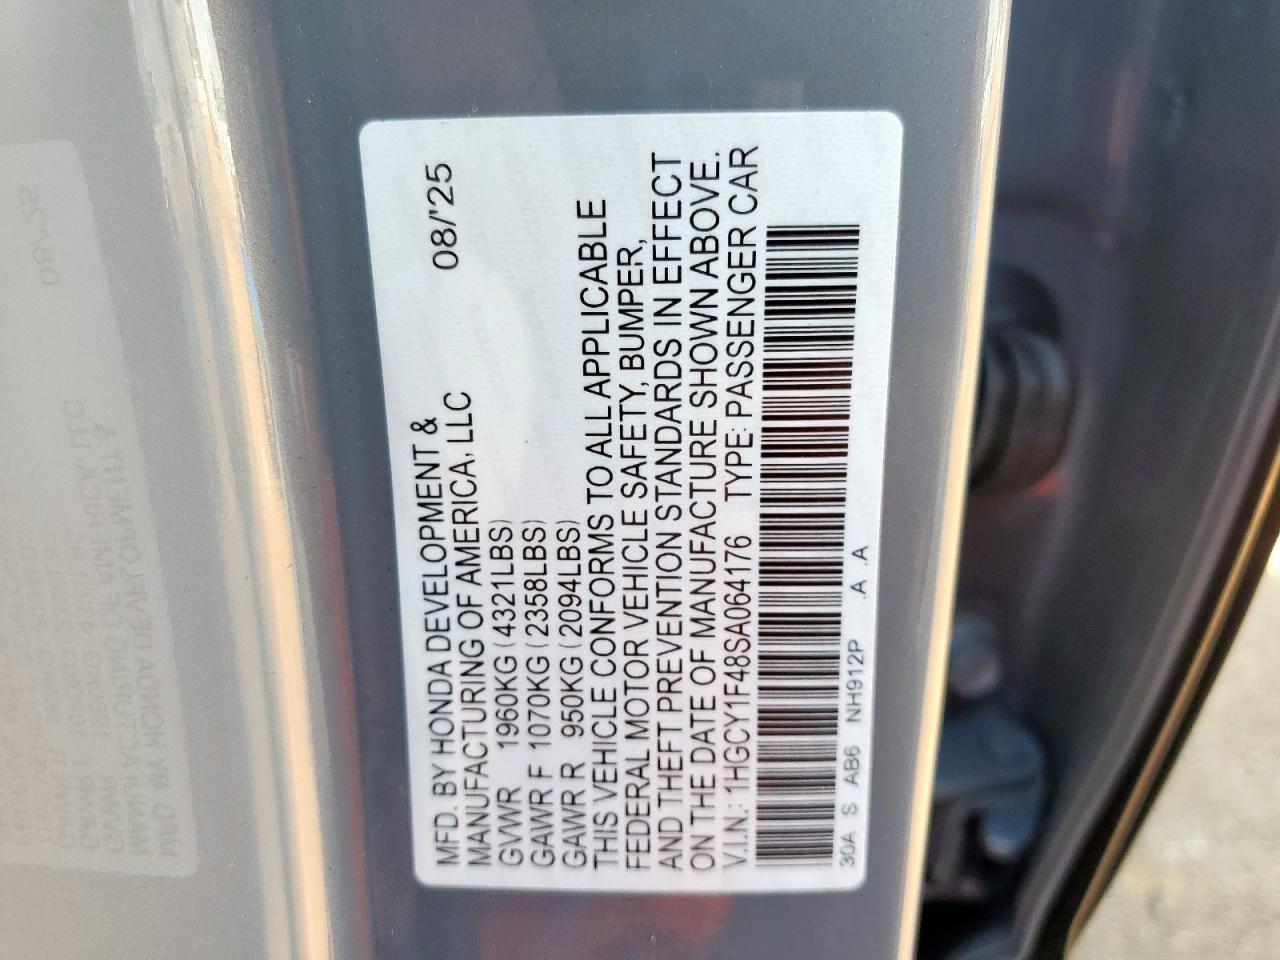 MFD. BY HONDA DEVELOPMENT & 08/'25
MANUFACTURING OF AMERICA, LLC
GVWR 1960KG (4321LBS)
GAWR F 1070KG (2358LBS)
GAWR R 950KG (2094LBS)
THIS VEHICLE CONFORMS TO ALL APPLICABLE
FEDERAL MOTOR VEHICLE SAFETY, BUMPER,
AND THEFT PREVENTION STANDARDS IN EFFECT
ON THE DATE OF MANUFACTURE SHOWN ABOVE.
V.I.N.: 1HGCY1F48SA064176 TYPE: PASSENGER CAR
30A S AB6 NH912P .A .A